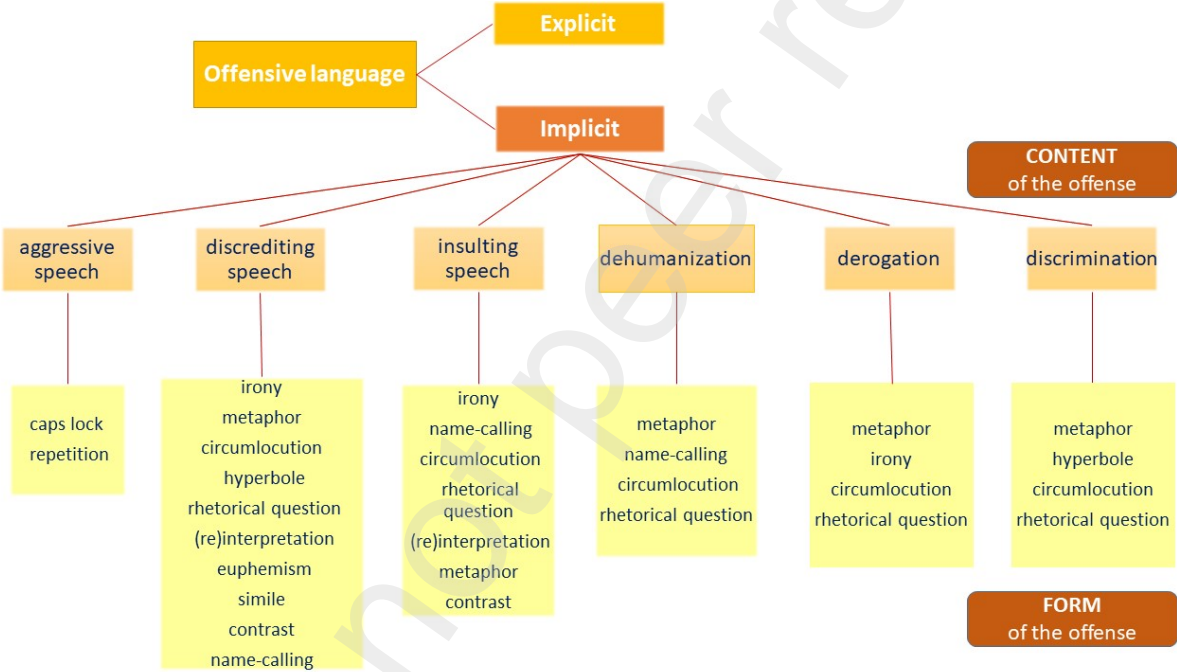 Explicit
Offensive language
Implicit
CONTENT
of the offense
aggressive
speech
discrediting
speech
insulting
speech
dehumanization
derogation
discrimination
caps lock
repetition
irony
metaphor
circumlocution
hyperbole
rhetorical question
(re)interpretation
euphemism
simile
contrast
name-calling
irony
name-calling
circumlocution
rhetorical
question
(re)interpretation
metaphor
contrast
metaphor
name-calling
circumlocution
rhetorical question
metaphor
irony
circumlocution
rhetorical question
metaphor
hyperbole
circumlocution
rhetorical question
FORM
of the offense
not peer re